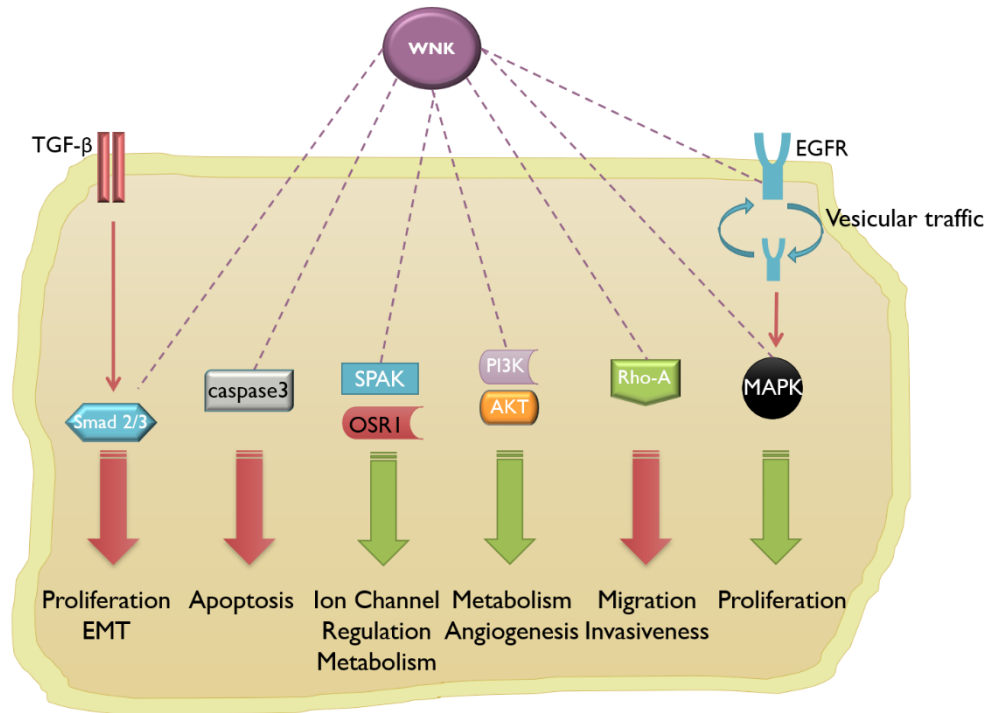 WNK
TGF-β
EGFR
Vesicular traffic
Smad 2/3
caspase3
SPAK
OSR1
PI3K
AKT
Rho-A
MAPK
Proliferation
EMT
Apoptosis
Ion Channel
Regulation
Metabolism
Metabolism
Angiogenesis
Migration
Invasiveness
Proliferation